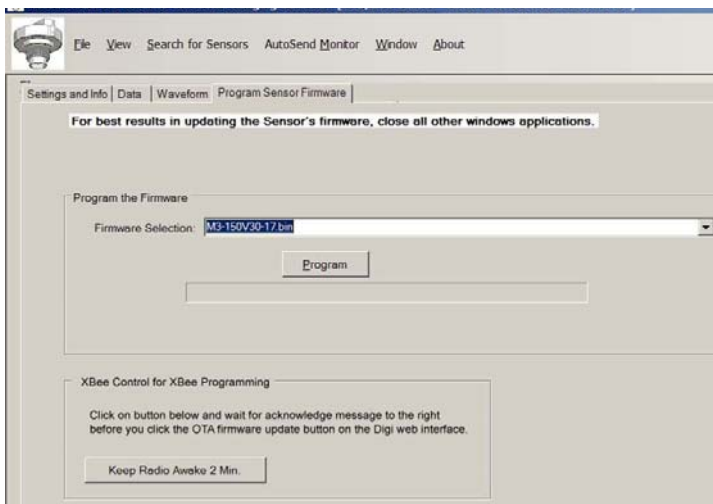 File View Search for Sensors AutoSend Monitor Window About
Settings and Info Data Waveform Program Sensor Firmware
For best results in updating the Sensor's firmware, close all other windows applications.
Program the Firmware
Firmware Selection: M3-150V30-17.bin
Program
XBee Control for XBee Programming
Click on button below and wait for acknowledge message to the right
before you click the OTA firmware update button on the Digi web interface.
Keep Radio Awake 2 Min.